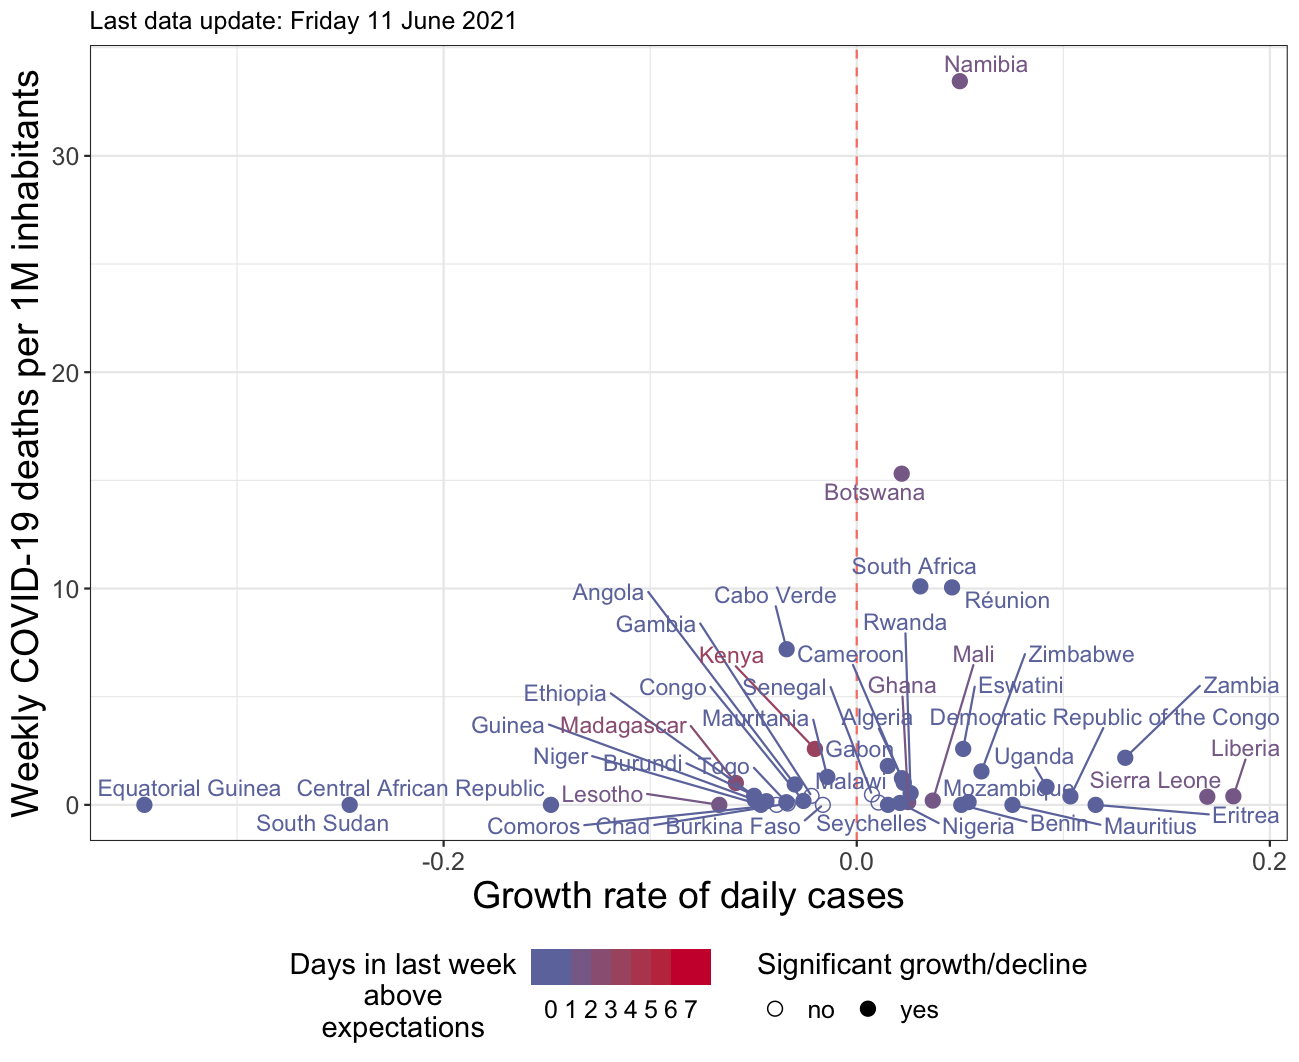 Last data update: Friday 11 June 2021
Weekly COVID-19 deaths per 1M inhabitants
30
20
10
0
Namibia
Botswana
South Africa
Réunion
Angola
Cabo Verde
Gambia
Rwanda
Kenya
Cameroon
Mali
Zimbabwe
Ethiopia
Congo
Senegal
Ghana
Eswatini
Zambia
Guinea
Madagascar
Mauritania
Algeria
Democratic Republic of the Congo
Niger
Burundi
Togo
Gabon
Uganda
Liberia
Equatorial Guinea
Central African Republic
Lesotho
Malawi
Mozambique
Sierra Leone
South Sudan
Comoros
Chad
Burkina Faso
Seychelles
Nigeria
Benin
Mauritius
Eritrea
-0.2
0.0
0.2
Growth rate of daily cases
Days in last week
above
expectations
0 1 2 3 4 5 6 7
Significant growth/decline
no
yes